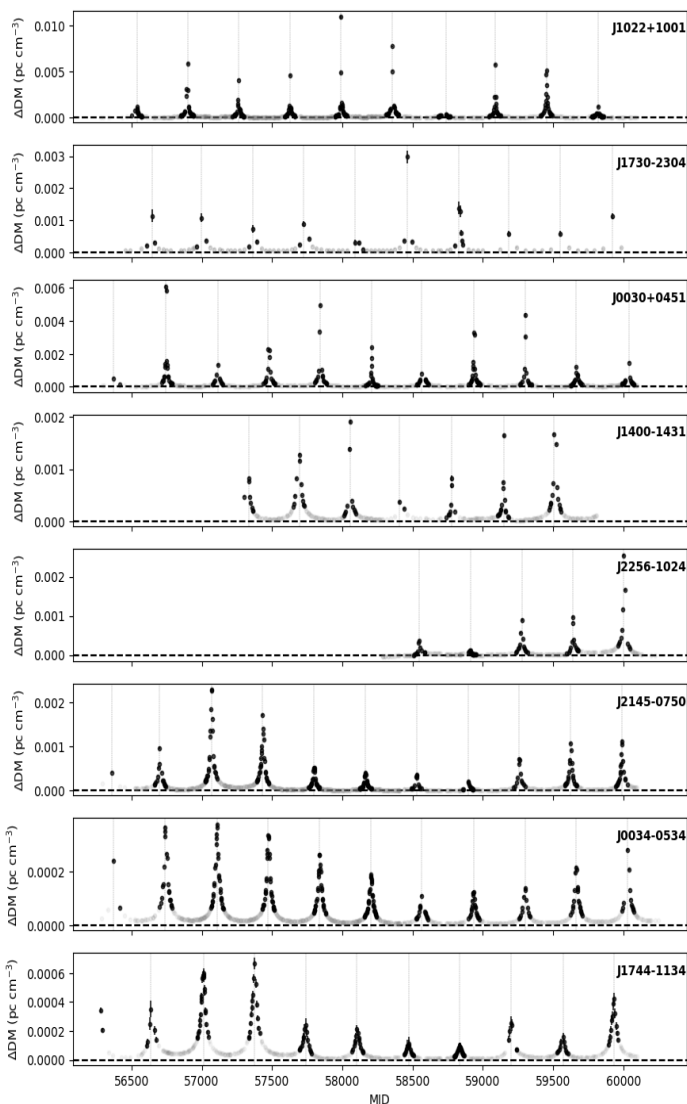 J1022+1001
ΔDM (pc cm⁻³)
0.010
0.005
0.000
J1730-2304
ΔDM (pc cm⁻³)
0.003
0.002
0.001
0.000
J0030+0451
ΔDM (pc cm⁻³)
0.006
0.004
0.002
0.000
J1400-1431
ΔDM (pc cm⁻³)
0.002
0.001
0.000
J2256-1024
ΔDM (pc cm⁻³)
0.002
0.001
0.000
J2145-0750
ΔDM (pc cm⁻³)
0.002
0.001
0.000
J0034-0534
ΔDM (pc cm⁻³)
0.0002
0.0000
J1744-1134
ΔDM (pc cm⁻³)
0.0006
0.0004
0.0002
0.0000
56500 57000 57500 58000 58500 59000 59500 60000
MJD